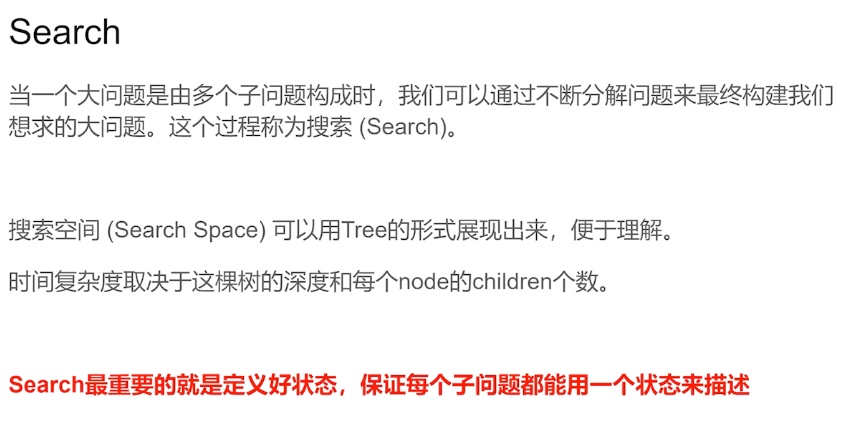 Search
当一个大问题是由多个子问题构成时，我们可以通过不断分解问题来最终构建我们
想求的大问题。这个过程称为搜索 (Search)。
搜索空间 (Search Space) 可以用Tree的形式展现出来，便于理解。
时间复杂度取决于这棵树的深度和每个node的children个数。
Search最重要的就是定义好状态，保证每个子问题都能用一个状态来描述